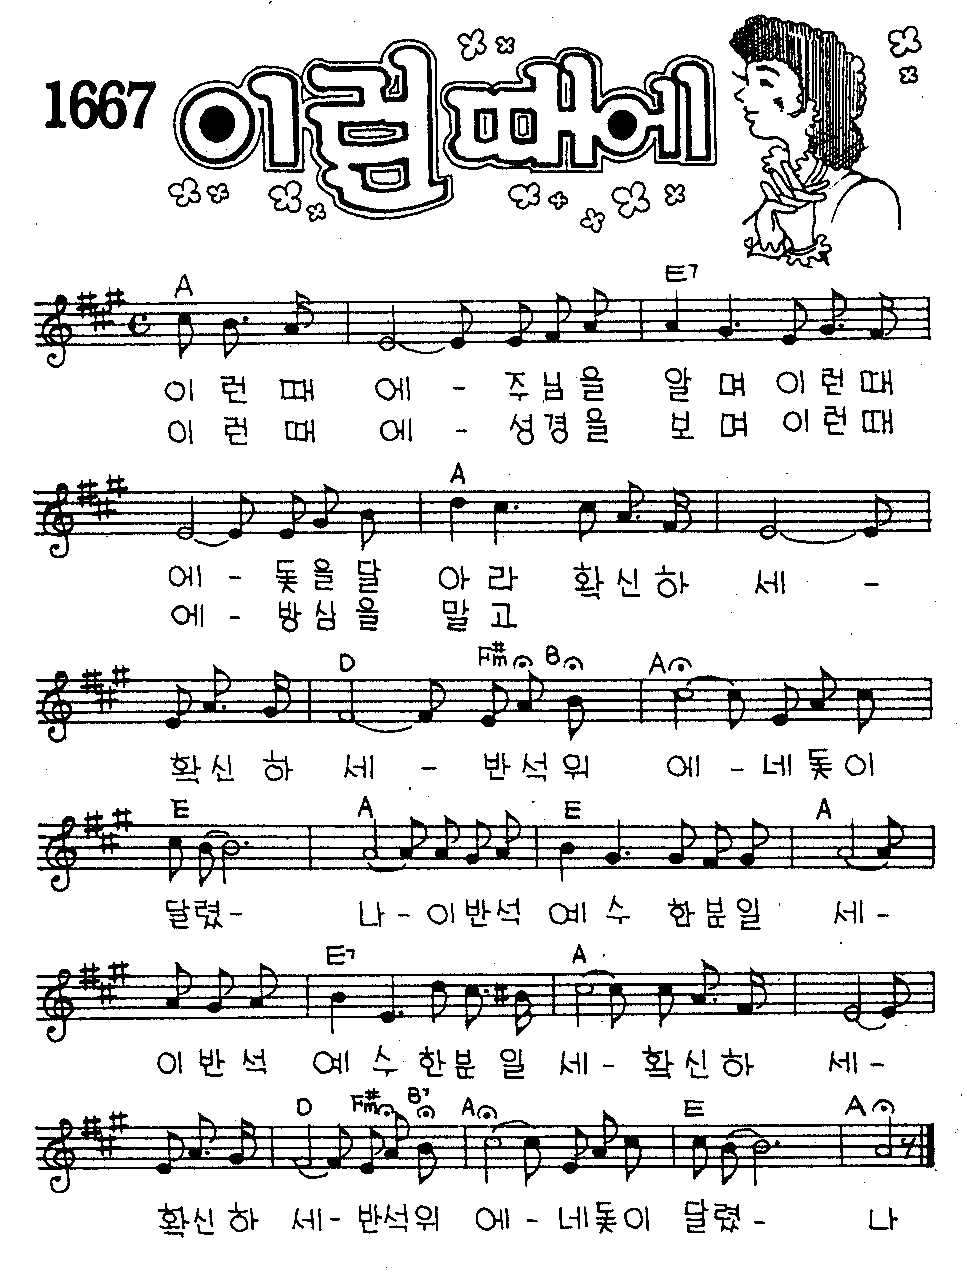 1667 이런 때에
A E7
이 런 때 에 - 주 님 을 알 며 이 런 때
이 런 때 에 - 성 경 을 보 며 이 런 때
A
에 - 돛 을 달 아 라 확 신 하 세 -
에 - 방 심 을 말 고
D F#m B A
확 신 하 세 - 반 석 위 에 - 네 돛 이
E A E A
달 렸 - 나 - 이 반 석 예 수 한 분 일 세 -
E7 A
이 반 석 예 수 한 분 일 세 - 확 신 하 세 -
D F#m B7 A E A
확 신 하 세 - 반 석 위 에 - 네 돛 이 달 렸 - 나